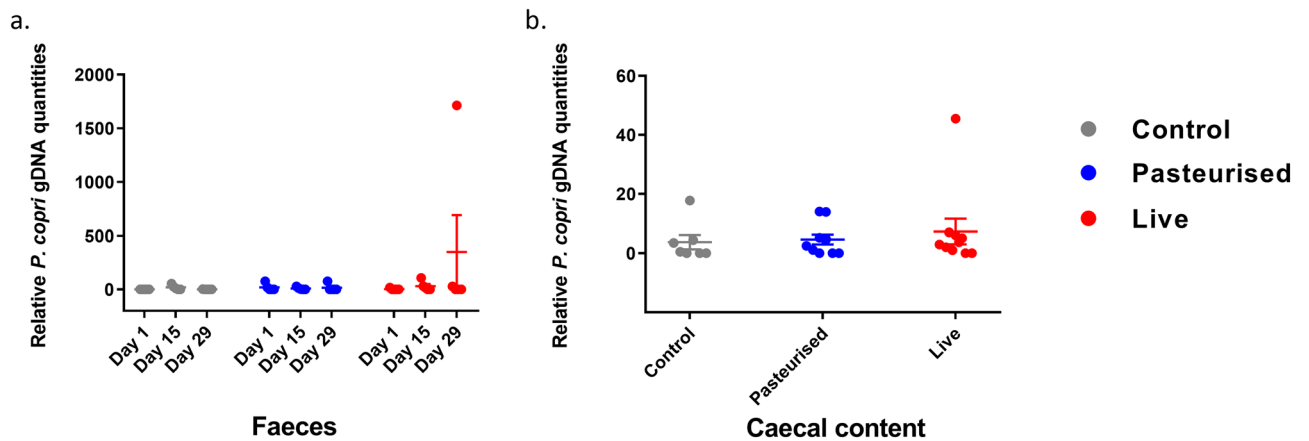 a.
Relative P. copri gDNA quantities
2000
1500
1000
500
0
Day 1
Day 15
Day 29
Day 1
Day 15
Day 29
Day 1
Day 15
Day 29
Faeces
b.
Relative P. copri gDNA quantities
60
40
20
0
Control
Pasteurised
Live
Caecal content
Control
Pasteurised
Live